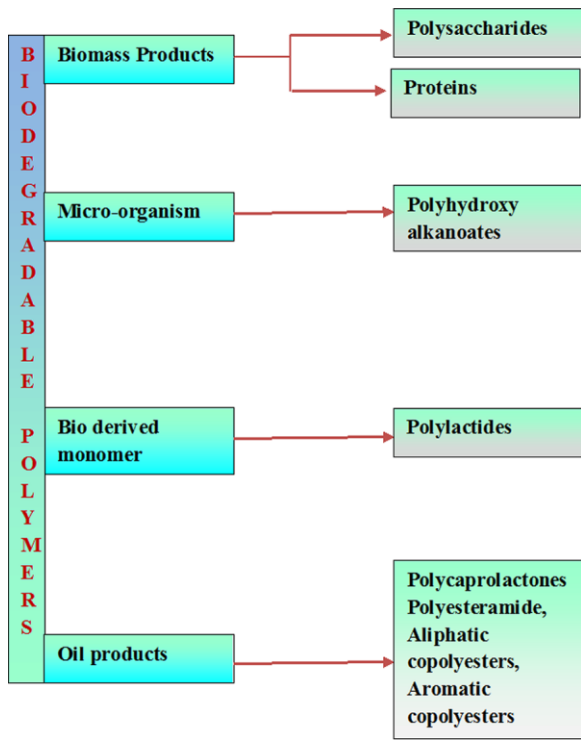 BIODEGRADABLE POLYMERS
Biomass Products
Polysaccharides
Proteins
Micro-organism
Polyhydroxy
alkanoates
Bio derived
monomer
Polylactides
Oil products
Polycaprolactones
Polyesteramide,
Aliphatic
copolyesters,
Aromatic
copolyesters